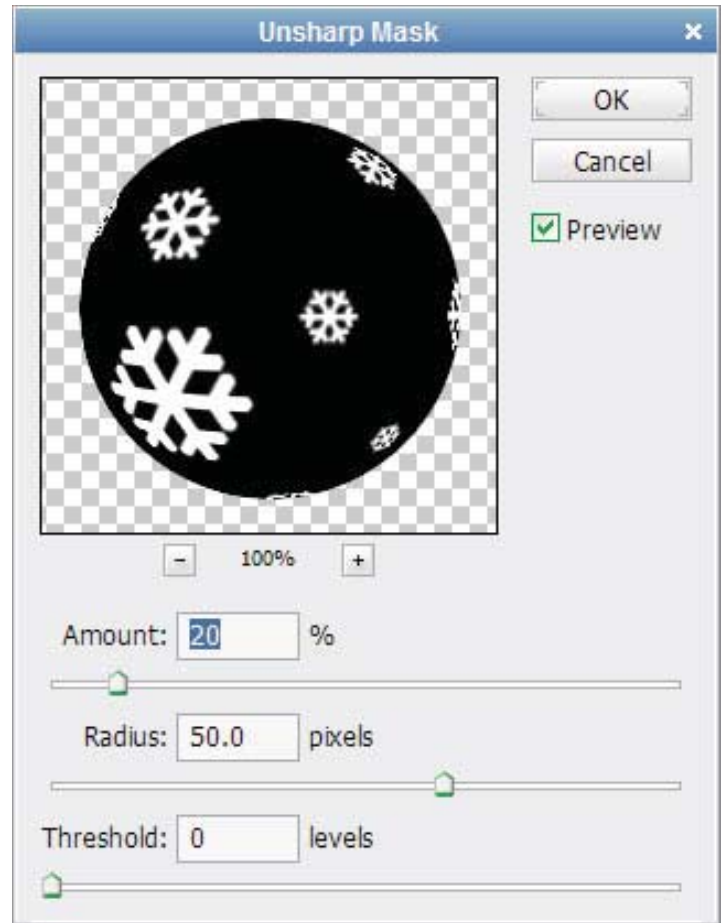 Unsharp Mask
OK
Cancel
Preview
- 100% +
Amount: 20 %
Radius: 50.0 pixels
Threshold: 0 levels